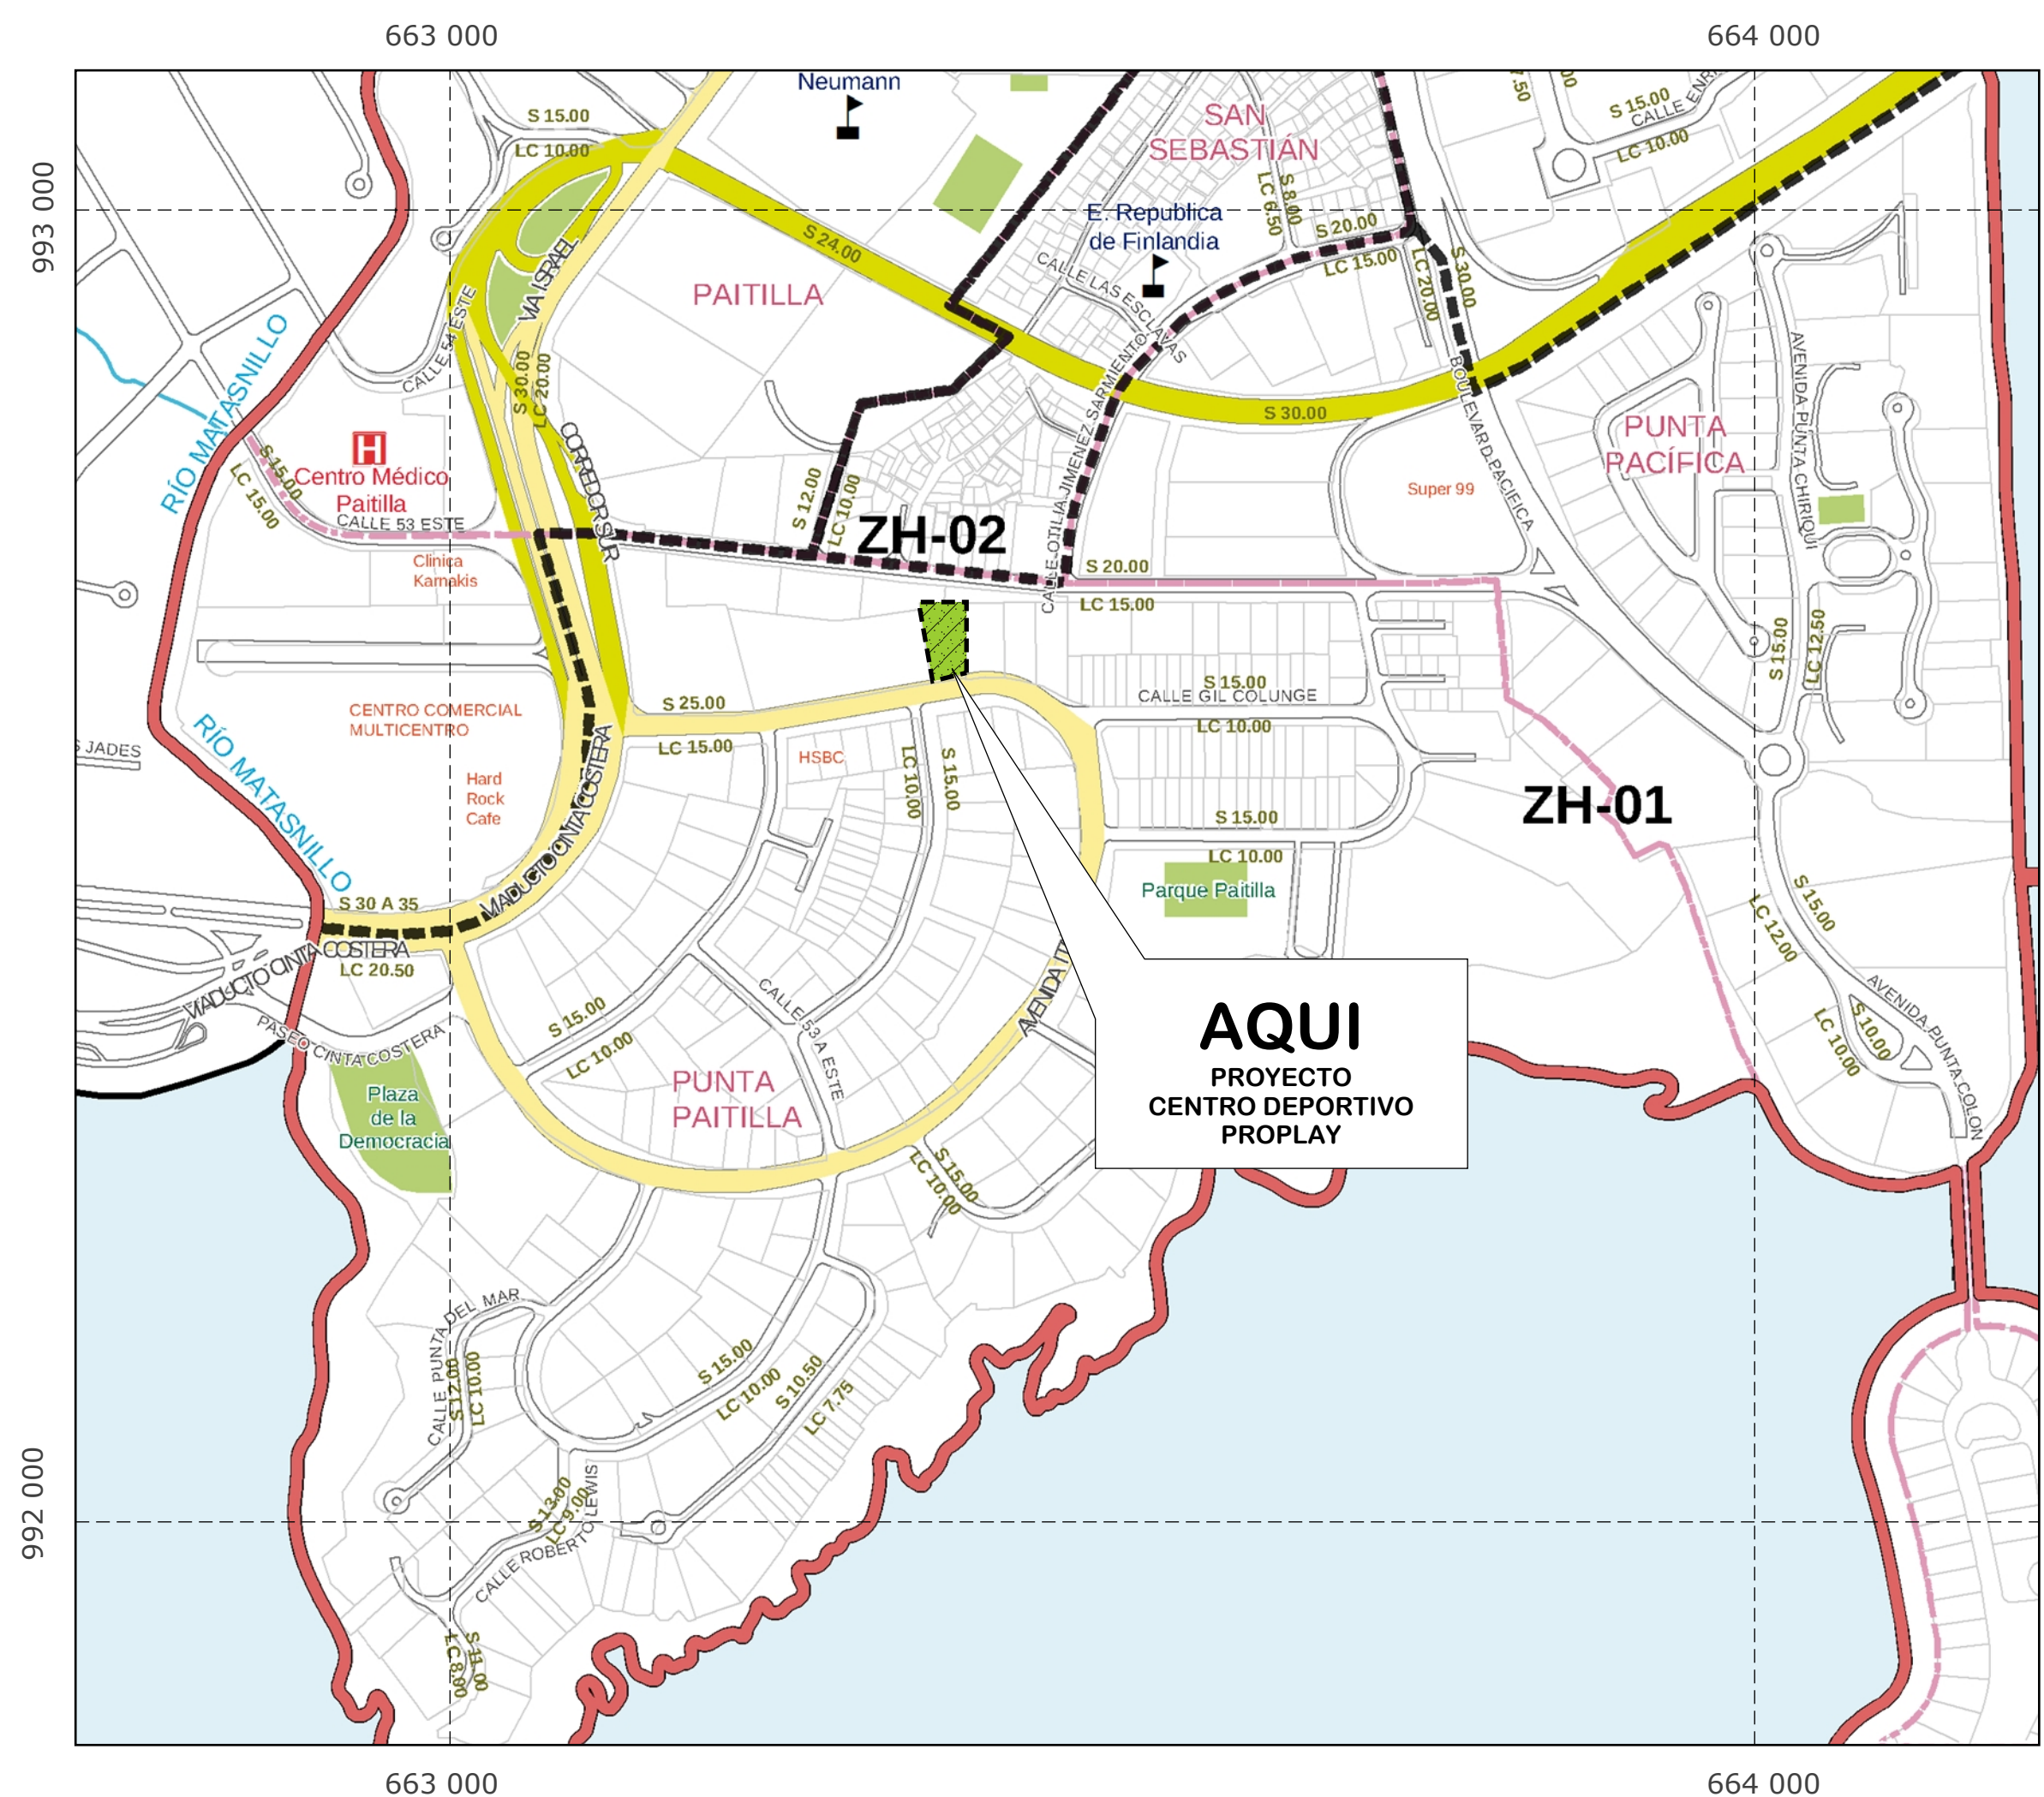 663 000
664 000
993 000
992 000
Neumann
S 15.00
LC 10.00
SAN
SEBASTIÁN
S 8.00
LC 6.50
S 15.00
LC 10.00
E. Republica
de Finlandia
S 20.00
LC 15.00
CALLE LAS ESCLAVAS
S 24.00
VIA ISRAEL
PAITILLA
CALLE 54 ESTE
S 30.00
LC 20.00
S 30.00
LC 20.00
S 30.00
BOULEVARD PACIFICA
AVENIDA PUNTA CHIRIQUI
PUNTA
PACÍFICA
Super 99
RÍO MATASNILLO
S 15.00
LC 15.00
Centro Médico
Paitilla
H
CALLE 53 ESTE
Clinica
Kamakis
CORREDOR SUR
S 12.00
LC 10.00
ZH-02
CALLE OTILIA JIMENEZ SARMIENTO
S 20.00
LC 15.00
S 15.00
CALLE GIL COLUNGE
LC 10.00
S 15.00
LC 12.50
S 25.00
LC 15.00
CENTRO COMERCIAL
MULTICENTRO
HSBC
LC 10.00
S 15.00
RÍO MATASNILLO
S JADES
Hard
Rock
Cafe
ZH-01
S 15.00
LC 10.00
Parque Paitilla
VIADUCTO CINTA COSTERA
S 30 A 35
VIADUCTO CINTA COSTERA
LC 20.50
PASEO CINTA COSTERA
S 15.00
LC 10.00
CALLE 53 A ESTE
S 15.00
LC 12.00
AVENIDA PUNTA COLON
S 10.00
LC 10.00
AQUI
PROYECTO
CENTRO DEPORTIVO
PROPLAY
Plaza
de la
Democracia
PUNTA
PAITILLA
S 15.00
LC 10.00
CALLE PUNTA DEL MAR
S 12.00
LC 10.00
S 15.00
LC 10.00
S 10.50
LC 7.75
S 13.00
LC 9.00
CALLE ROBERTO LEWIS
S 11.00
LC 8.00
663 000
664 000